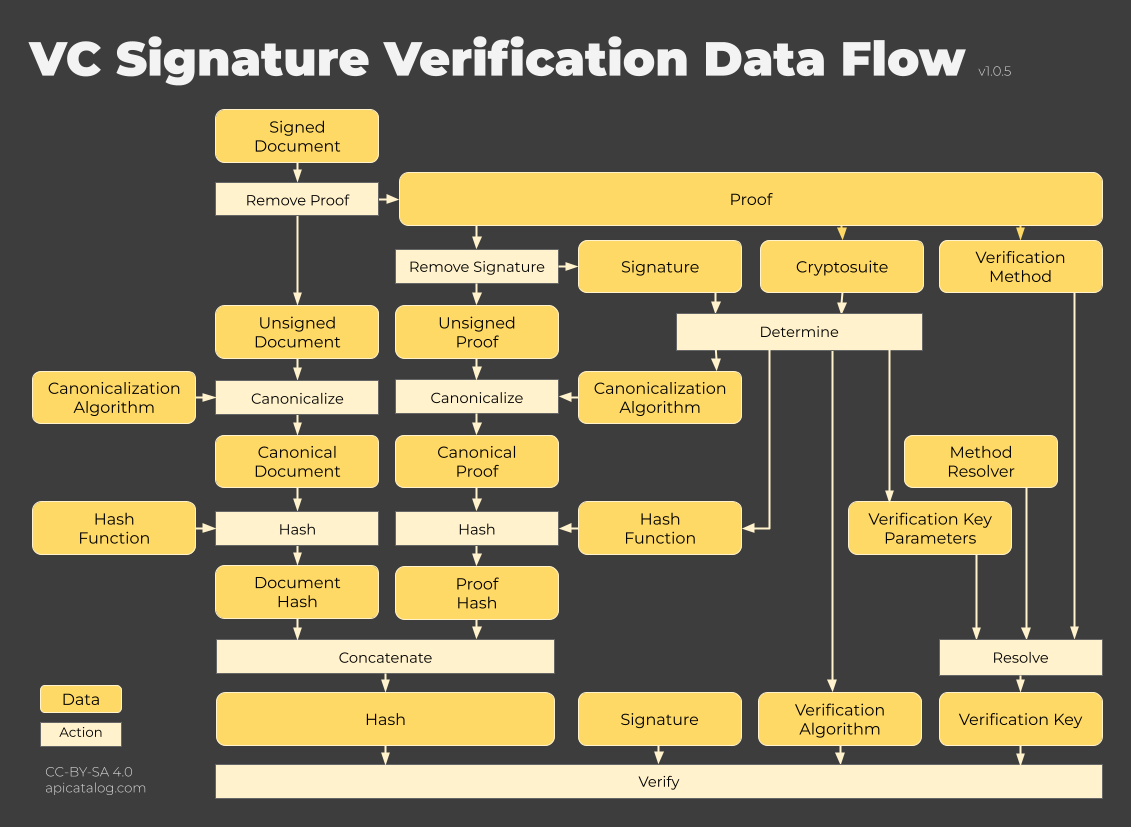 VC Signature Verification Data Flow v1.0.5
Signed
Document
Remove Proof
Proof
Remove Signature
Signature
Cryptosuite
Verification
Method
Determine
Unsigned
Document
Unsigned
Proof
Canonicalization
Algorithm
Canonicalize
Canonicalize
Canonicalization
Algorithm
Canonical
Document
Canonical
Proof
Method
Resolver
Hash
Function
Hash
Hash
Hash
Function
Verification Key
Parameters
Document
Hash
Proof
Hash
Concatenate
Resolve
Data
Action
Hash
Signature
Verification
Algorithm
Verification Key
Verify
CC-BY-SA 4.0
apicatalog.com